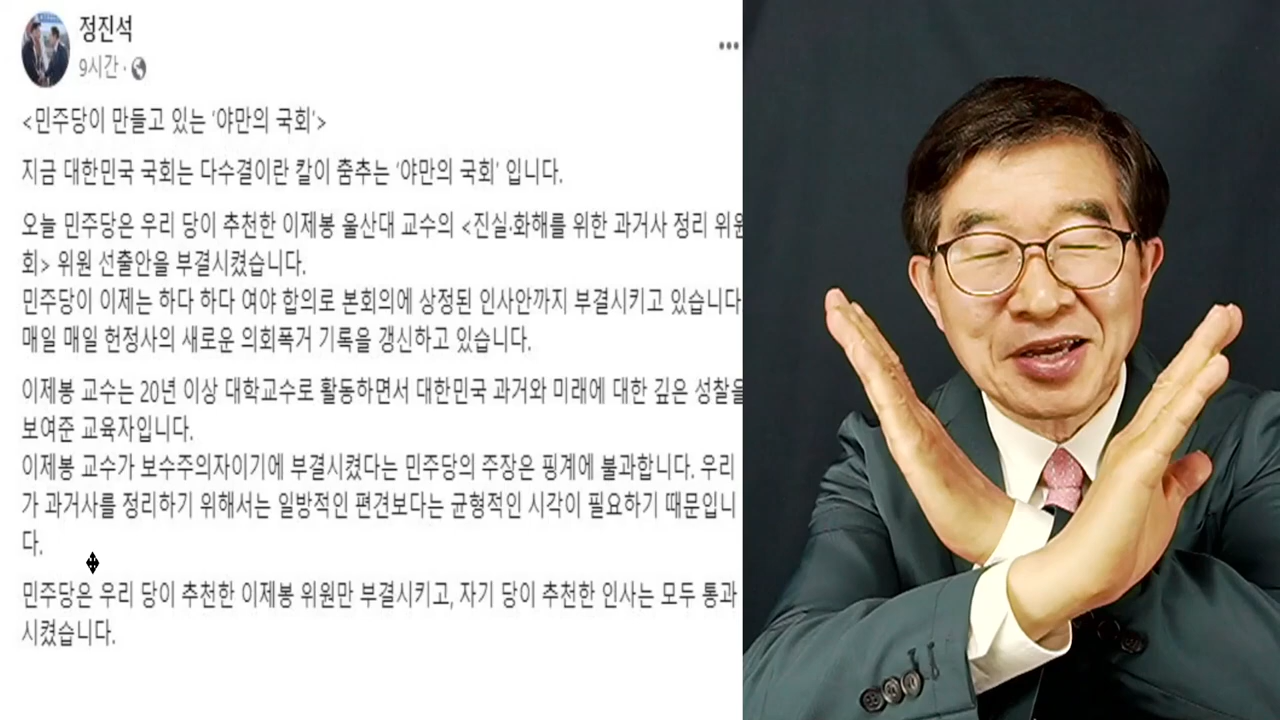 정진석
9시간 ·
<민주당이 만들고 있는 '야만의 국회'>
지금 대한민국 국회는 다수결이란 칼이 춤추는 '야만의 국회' 입니다.
오늘 민주당은 우리 당이 추천한 이제봉 울산대 교수의 <진실·화해를 위한 과거사 정리 위원
회> 위원 선출안을 부결시켰습니다.
민주당이 이제는 하다 하다 여야 합의로 본회의에 상정된 인사안까지 부결시키고 있습니다
매일 매일 헌정사의 새로운 의회폭거 기록을 갱신하고 있습니다.
이제봉 교수는 20년 이상 대학교수로 활동하면서 대한민국 과거와 미래에 대한 깊은 성찰을
보여준 교육자입니다.
이제봉 교수가 보수주의자이기에 부결시켰다는 민주당의 주장은 핑계에 불과합니다. 우리
가 과거사를 정리하기 위해서는 일방적인 편견보다는 균형적인 시각이 필요하기 때문입니
다.
민주당은 우리 당이 추천한 이제봉 위원만 부결시키고, 자기 당이 추천한 인사는 모두 통과
시켰습니다.